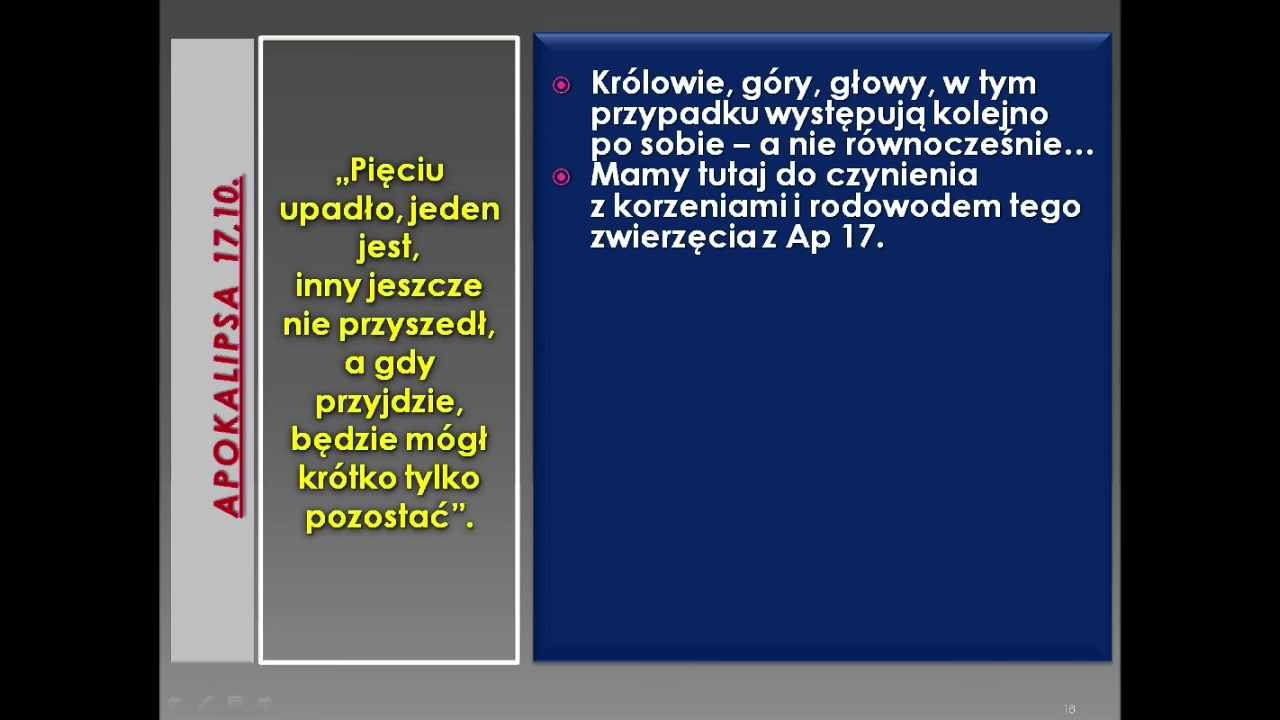 APOKALIPSA 17,10.
„Pięciu
upadło, jeden
jest,
inny jeszcze
nie przyszedł,
a gdy
przyjdzie,
będzie mógł
krótko tylko
pozostać”.
Królowie, góry, głowy, w tym
przypadku występują kolejno
po sobie – a nie równocześnie…
Mamy tutaj do czynienia
z korzeniami i rodowodem tego
zwierzęcia z Ap 17.
18